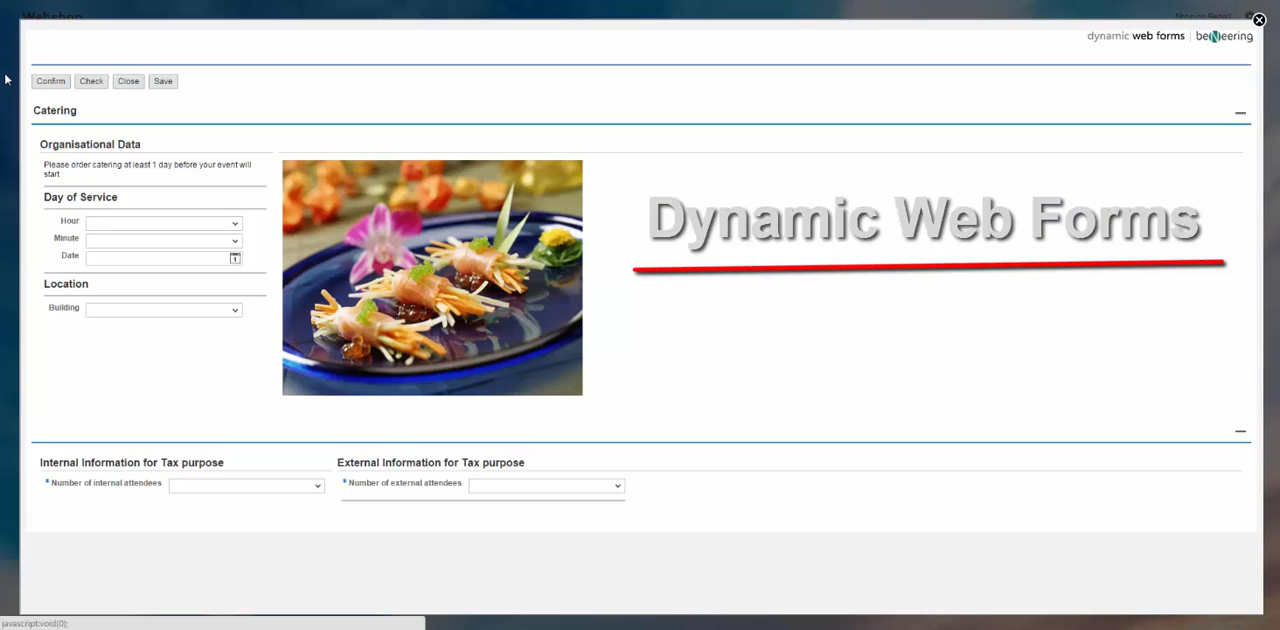 Webshop
dynamic web forms | beNeering
Confirm Check Close Save
Catering
Organisational Data
Please order catering at least 1 day before your event will
start
Day of Service
Hour
Minute
Date
1
Location
Building
Dynamic Web Forms
Internal Information for Tax purpose
External Information for Tax purpose
* Number of internal attendees
* Number of external attendees
javascript:void(0);